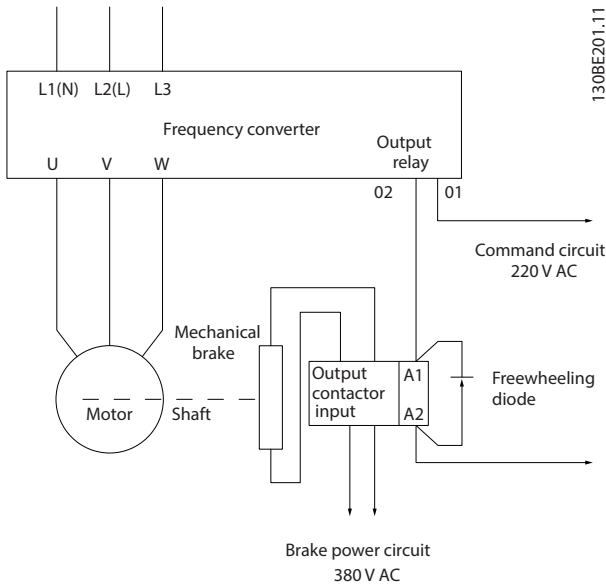 130BE201.11
L1(N) L2(L) L3
Frequency converter
Output
relay
U V W
02 01
Command circuit
220 V AC
Mechanical
brake
Output
contactor
input
A1
A2
Freewheeling
diode
Motor
Shaft
Brake power circuit
380 V AC